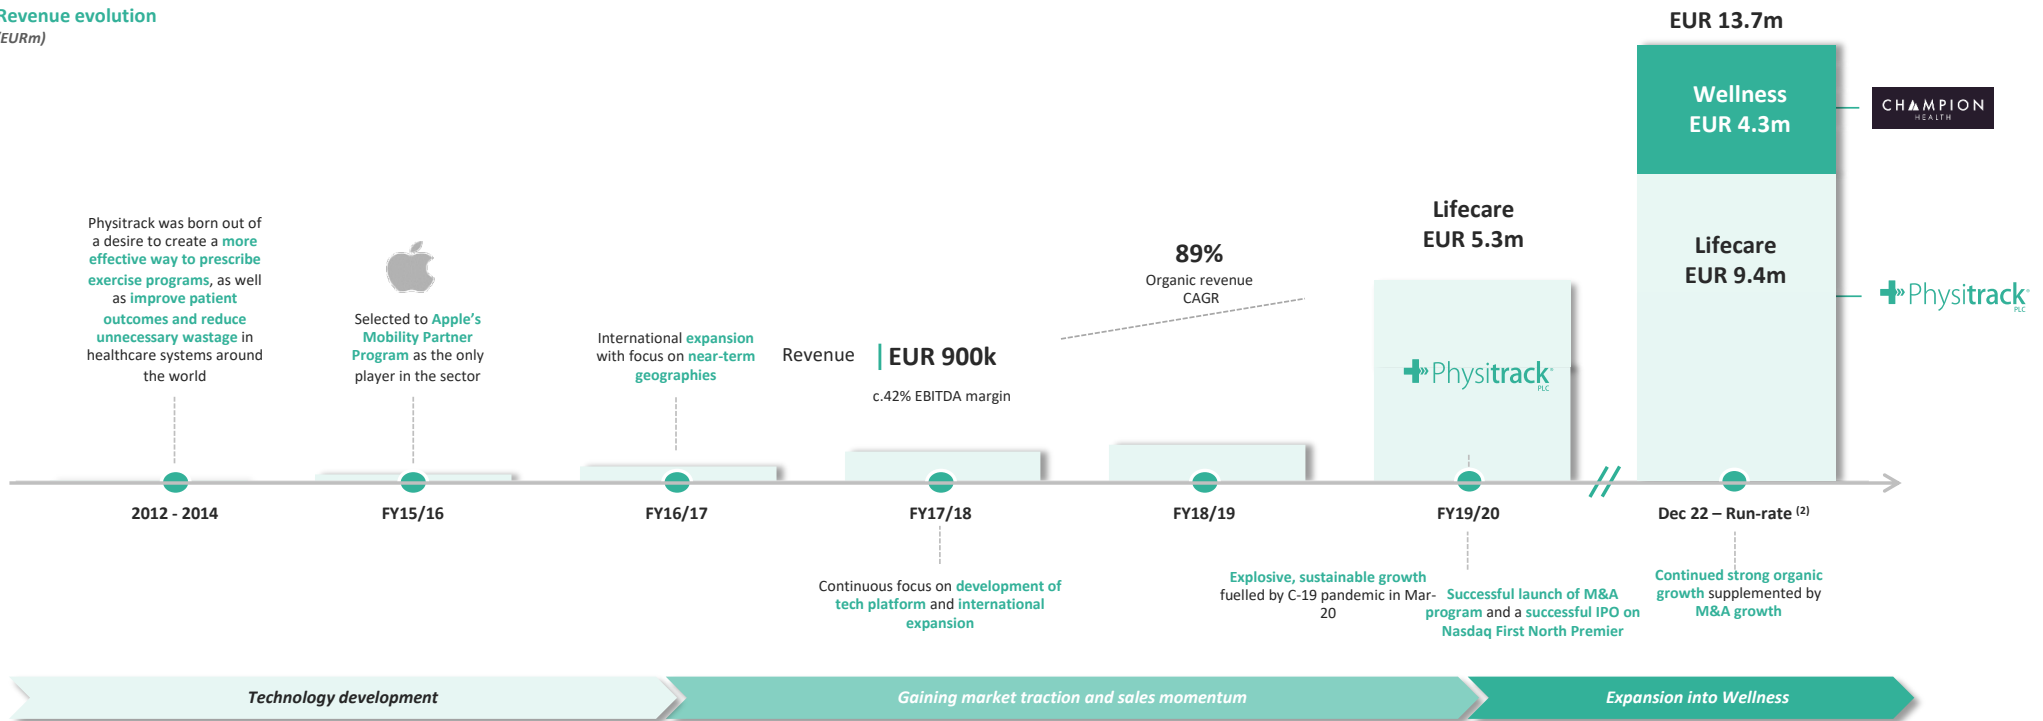 Revenue evolution
(EURm)
EUR 13.7m
Wellness
EUR 4.3m
CHAMPION
HEALTH
Lifecare
EUR 9.4m
Physitrack
PLC
Lifecare
EUR 5.3m
Physitrack
PLC
89%
Organic revenue
CAGR
Physitrack was born out of
a desire to create a more
effective way to prescribe
exercise programs, as well
as improve patient
outcomes and reduce
unnecessary wastage in
healthcare systems around
the world
Selected to Apple's
Mobility Partner
Program as the only
player in the sector
International expansion
with focus on near-term
geographies
Revenue
EUR 900k
c.42% EBITDA margin
2012 - 2014
FY15/16
FY16/17
FY17/18
FY18/19
FY19/20
Dec 22 – Run-rate (2)
Continuous focus on development of
tech platform and international
expansion
Explosive, sustainable growth
fuelled by C-19 pandemic in Mar-
20
Successful launch of M&A
program and a successful IPO on
Nasdaq First North Premier
Continued strong organic
growth supplemented by
M&A growth
Technology development
Gaining market traction and sales momentum
Expansion into Wellness